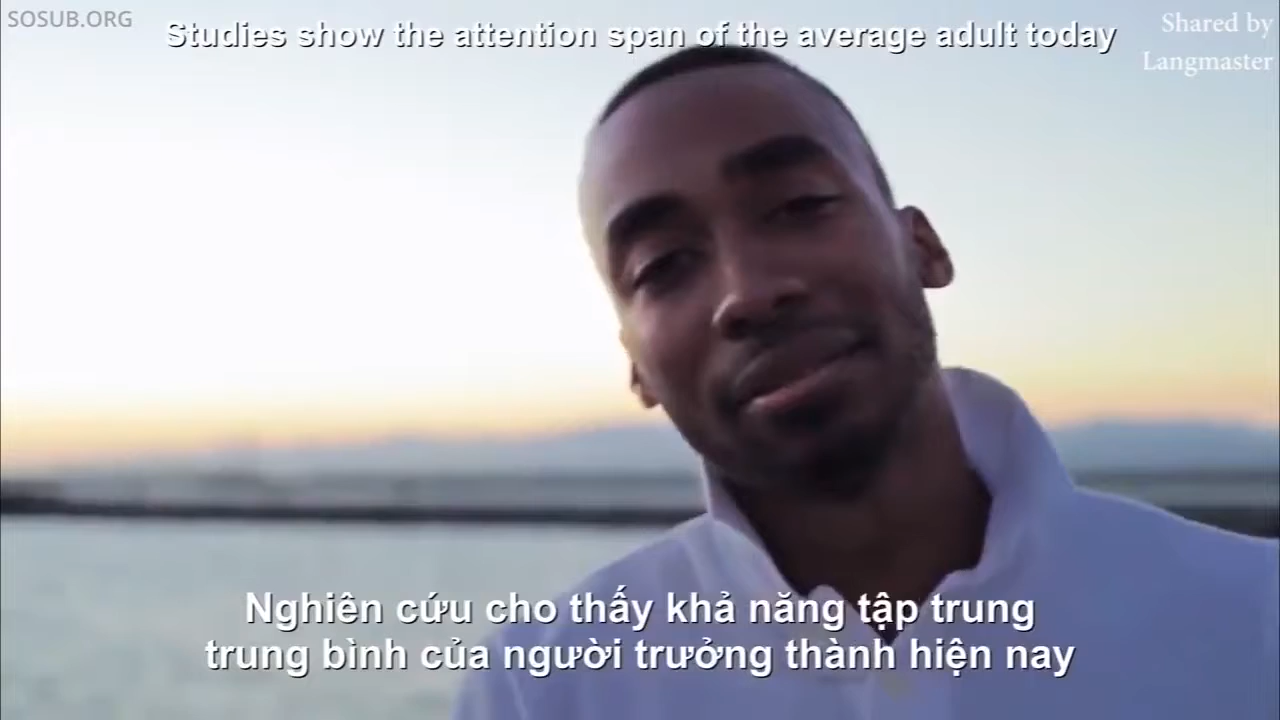 SOSUB.ORG
Studies show the attention span of the average adult today
Shared by
Langmaster
Nghiên cứu cho thấy khả năng tập trung
trung bình của người trưởng thành hiện nay